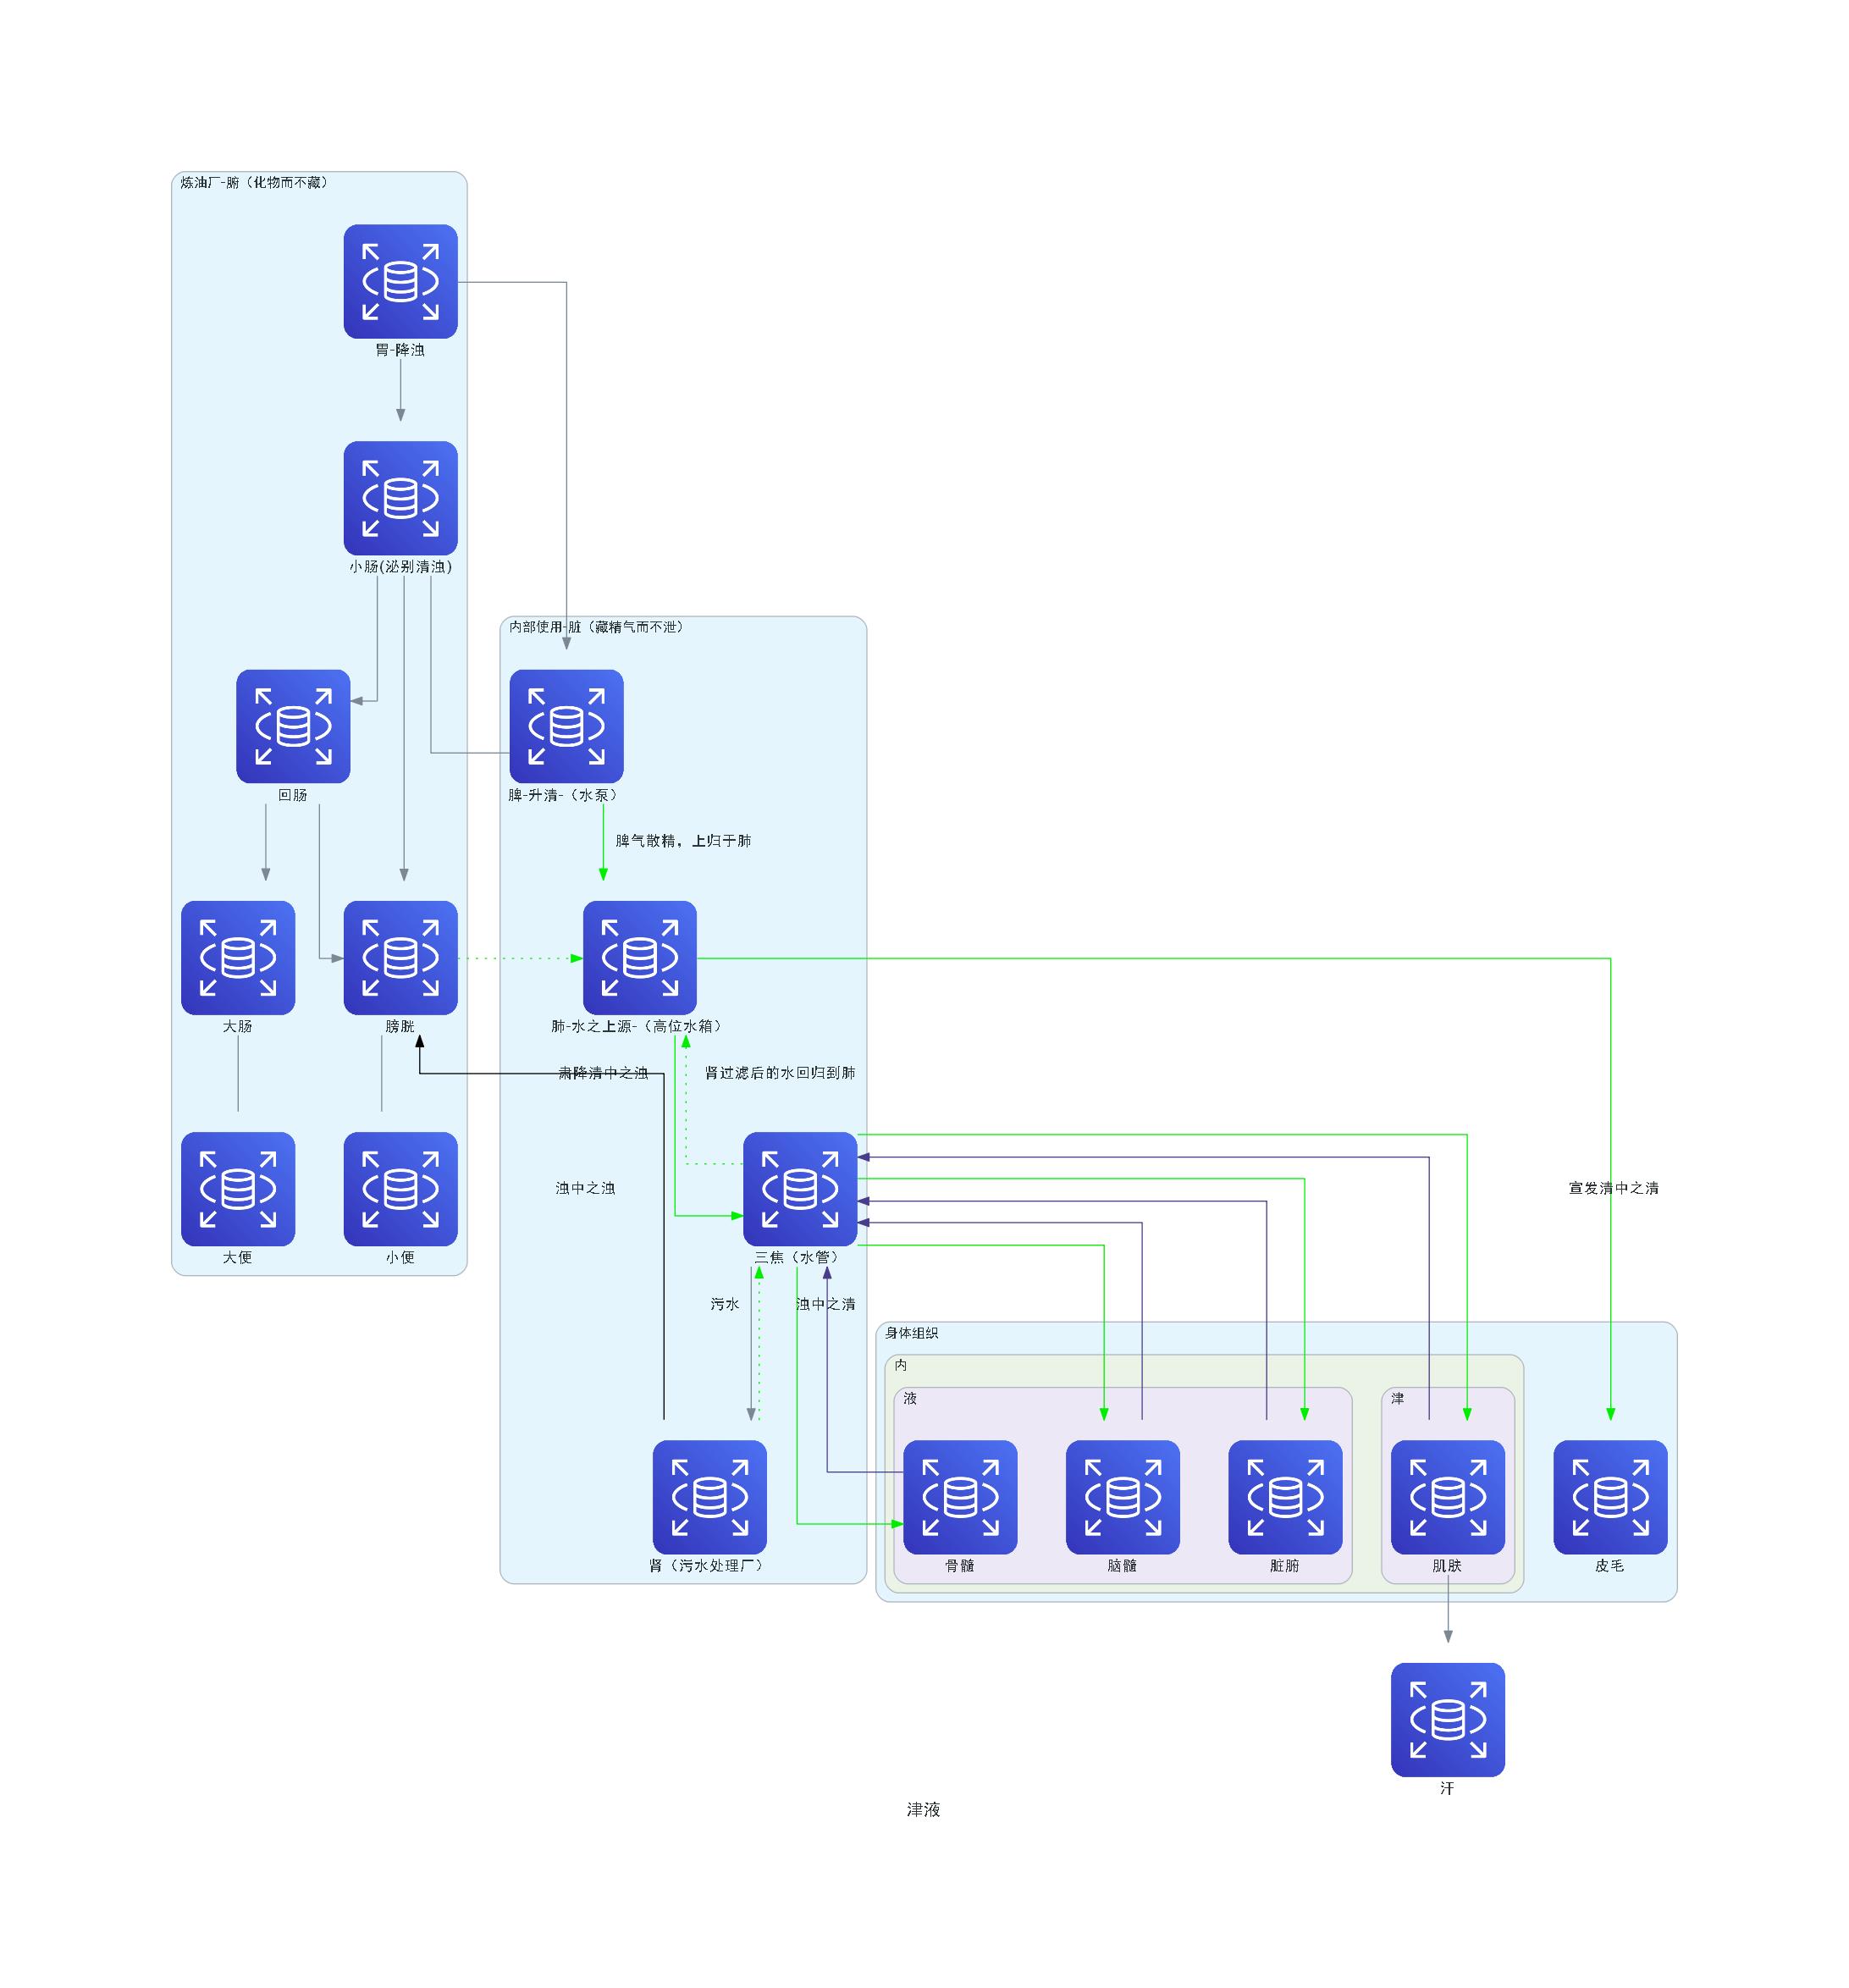 炼油厂-腑（化物而不藏）
胃-降浊
小肠(泌别清浊)
内部使用-脏（藏精气而不泄）
回肠
脾-升清-（水泵）
脾气散精，上归于肺
大肠
膀胱
肺-水之上源-（高位水箱）
肃降清中之浊
肾过滤后的水回归到肺
浊中之浊
宣发清中之清
大便
小便
三焦（水管）
污水
浊中之清
身体组织
内
液
津
肾（污水处理厂）
骨髓
脑髓
脏腑
肌肤
皮毛
汗
津液